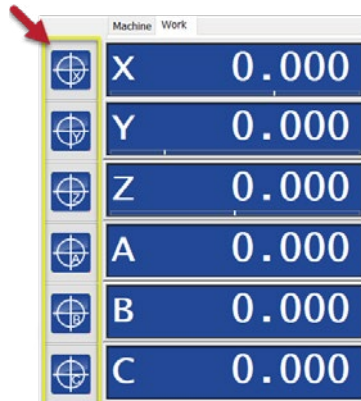 Machine Work
X X 0.000
Y Y 0.000
Z Z 0.000
A A 0.000
B B 0.000
C C 0.000